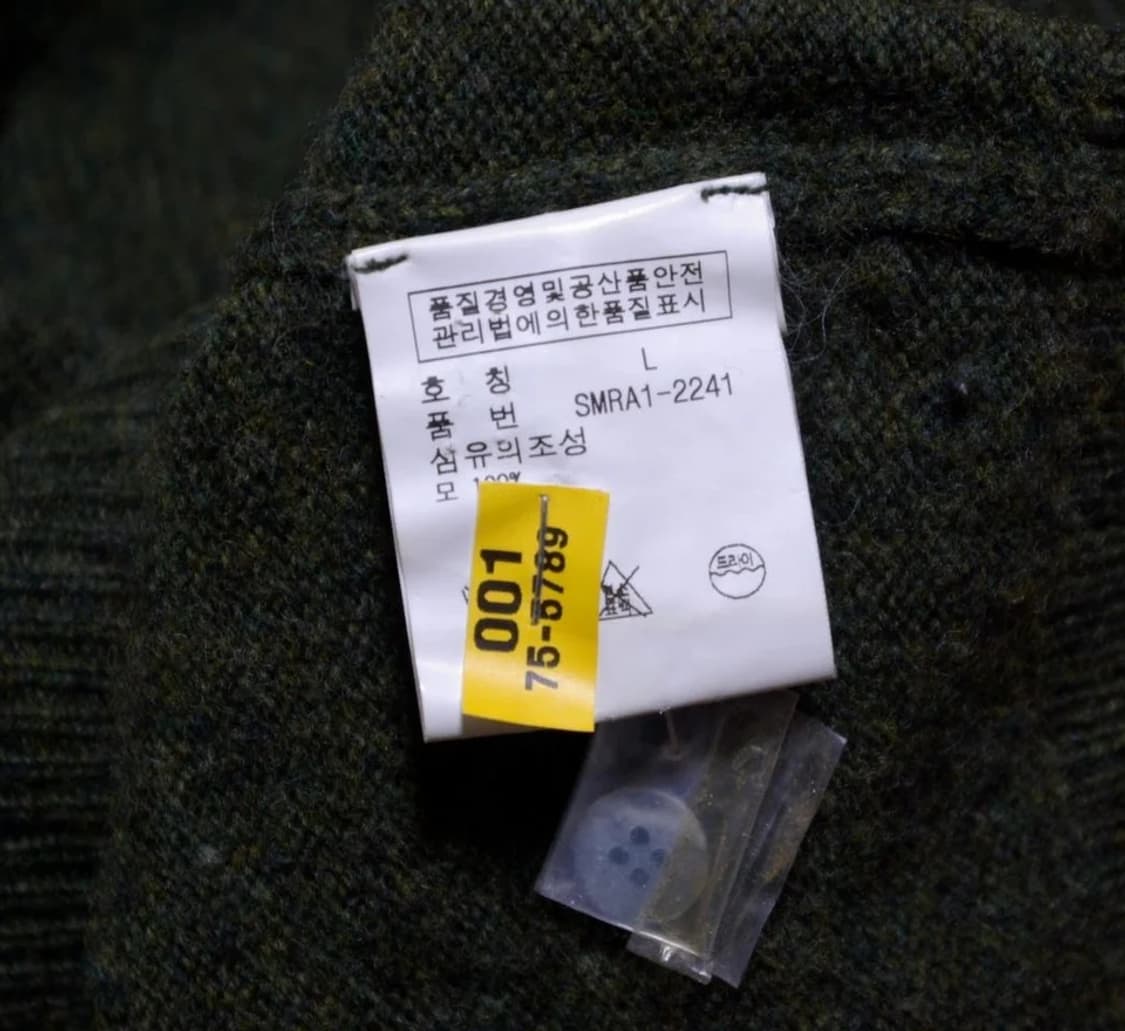 품질경영및공산품안전
관리법에의한품질표시
호 칭 L
품 번 SMRA1-2241
섬유의조성
모 100%
드라이
001
75-5789